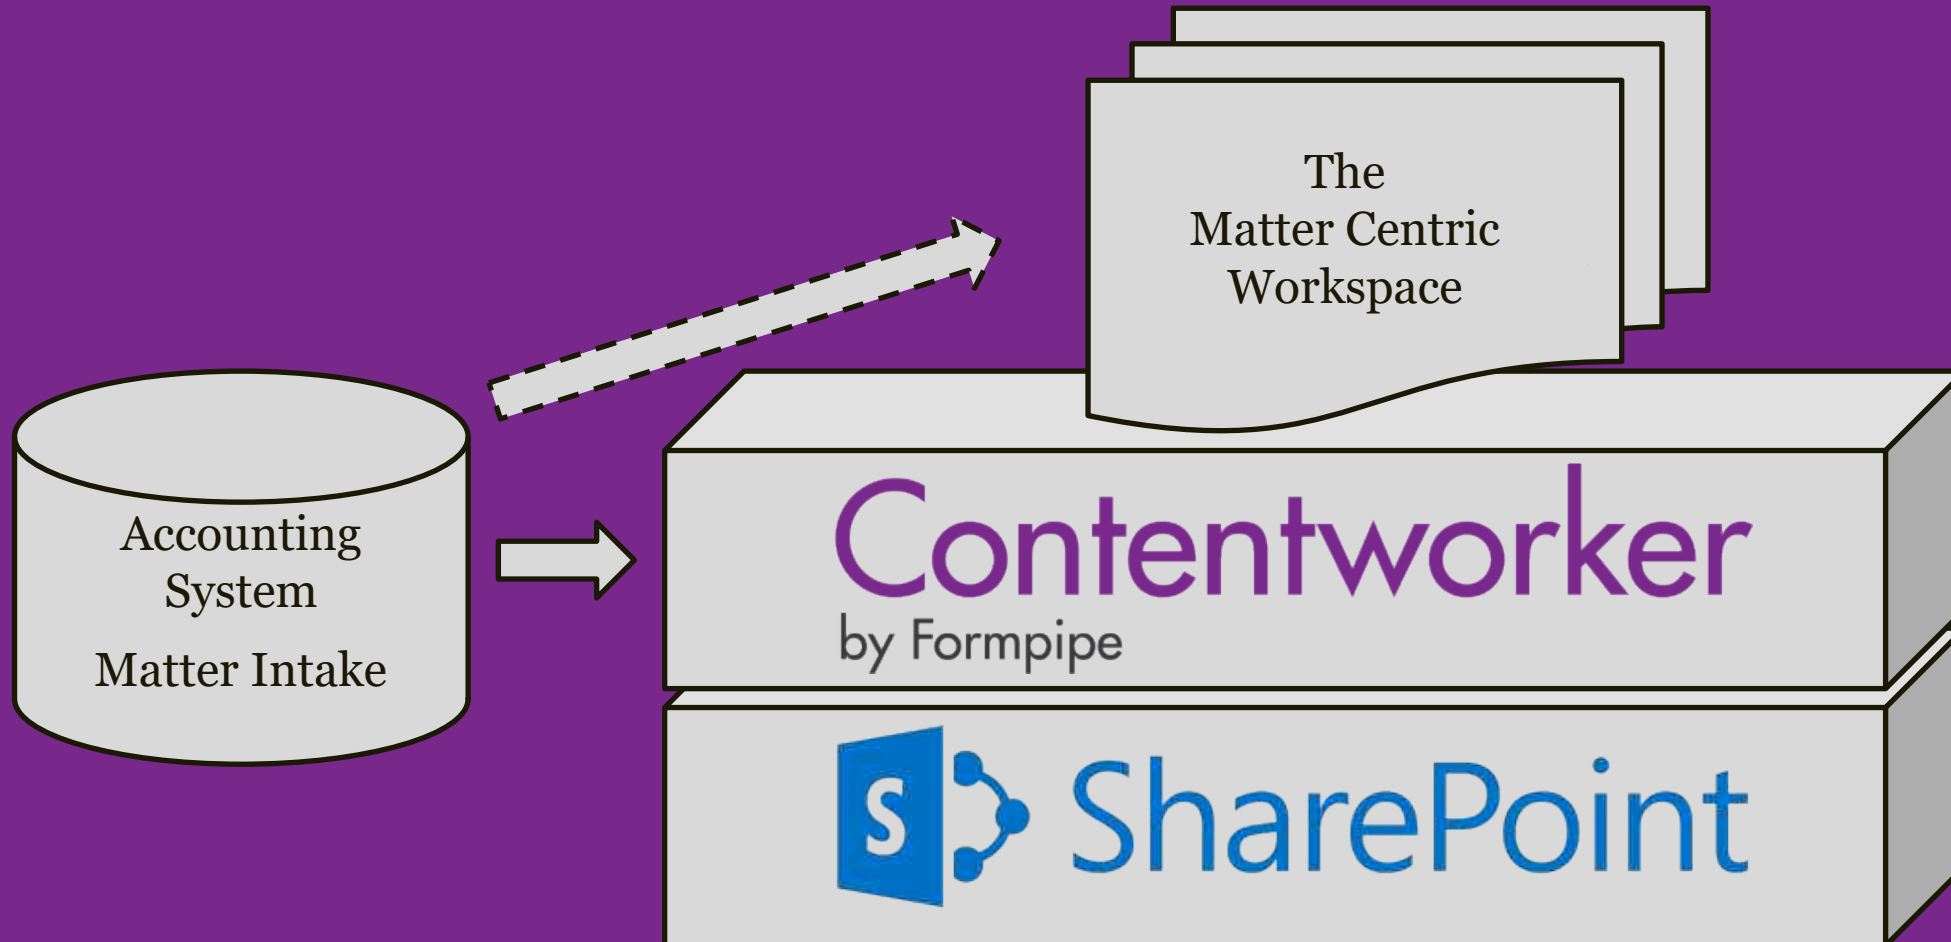 The
Matter Centric
Workspace
Accounting
System
Matter Intake
Contentworker
by Formpipe
S SharePoint